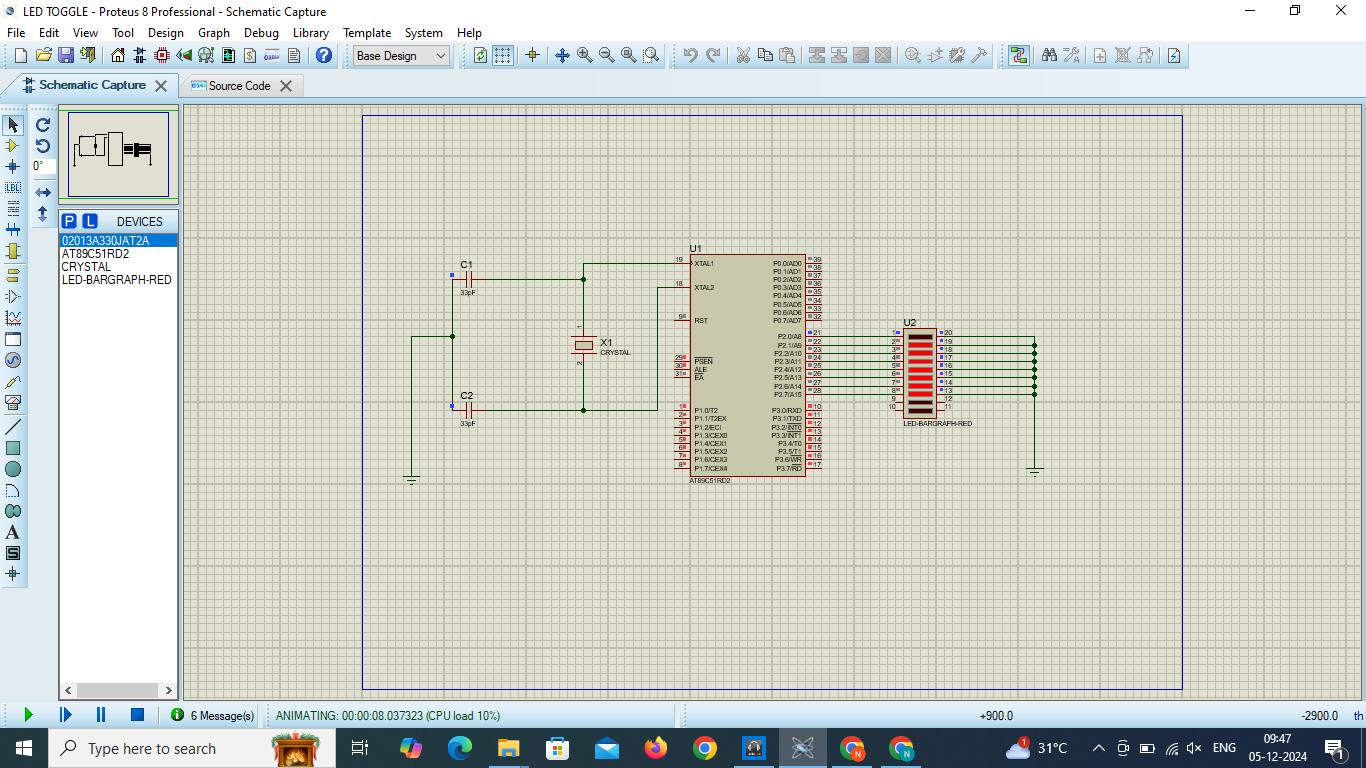 LED TOGGLE - Proteus 8 Professional - Schematic Capture
File Edit View Tool Design Graph Debug Library Template System Help
Base Design
Schematic Capture
Source Code
0°
LBL
P L DEVICES
02013A330JAT2A
AT89C51RD2
CRYSTAL
LED-BARGRAPH-RED
A
S
C1
33pF
C2
33pF
1
X1
CRYSTAL
2
U1
19 XTAL1
18 XTAL2
9 RST
29 PSEN
30 ALE
31 EA
1 P1.0/T2
2 P1.1/T2EX
3 P1.2/ECI
4 P1.3/CEX0
5 P1.4/CEX1
6 P1.5/CEX2
7 P1.6/CEX3
8 P1.7/CEX4
P0.0/AD0 39
P0.1/AD1 38
P0.2/AD2 37
P0.3/AD3 36
P0.4/AD4 35
P0.5/AD5 34
P0.6/AD6 33
P0.7/AD7 32
P2.0/A8 21
P2.1/A9 22
P2.2/A10 23
P2.3/A11 24
P2.4/A12 25
P2.5/A13 26
P2.6/A14 27
P2.7/A15 28
P3.0/RXD 10
P3.1/TXD 11
P3.2/INT0 12
P3.3/INT1 13
P3.4/T0 14
P3.5/T1 15
P3.6/WR 16
P3.7/RD 17
AT89C51RD2
U2
1 20
2 19
3 18
4 17
5 16
6 15
7 14
8 13
9 12
10 11
LED-BARGRAPH-RED
6 Message(s)
ANIMATING: 00:00:08.037323 (CPU load 10%)
+900.0
-2900.0
th
Type here to search
1
31°C
ENG
09:47
05-12-2024
1